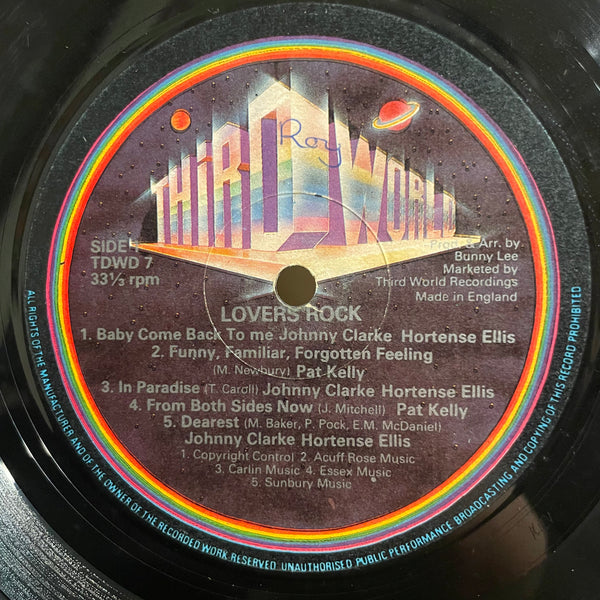 THIRD WORLD
Roy
SIDE 1
TDWD 7
33⅓ rpm
Prod. & Arr. by
Bunny Lee
Marketed by
Third World Recordings
Made in England
LOVERS ROCK
1. Baby Come Back To me Johnny Clarke Hortense Ellis
2. Funny, Familiar, Forgotten Feeling
(M. Newbury) Pat Kelly
3. In Paradise (T. Caroll) Johnny Clarke Hortense Ellis
4. From Both Sides Now (J. Mitchell) Pat Kelly
5. Dearest (M. Baker, P. Pock, E.M. McDaniel)
Johnny Clarke Hortense Ellis
1. Copyright Control 2. Acuff Rose Music
3. Carlin Music 4. Essex Music
5. Sunbury Music
ALL RIGHTS OF THE MANUFACTURER AND OF THE OWNER OF THE RECORDED WORK RESERVED. UNAUTHORISED PUBLIC PERFORMANCE BROADCASTING AND COPYING OF THIS RECORD PROHIBITED